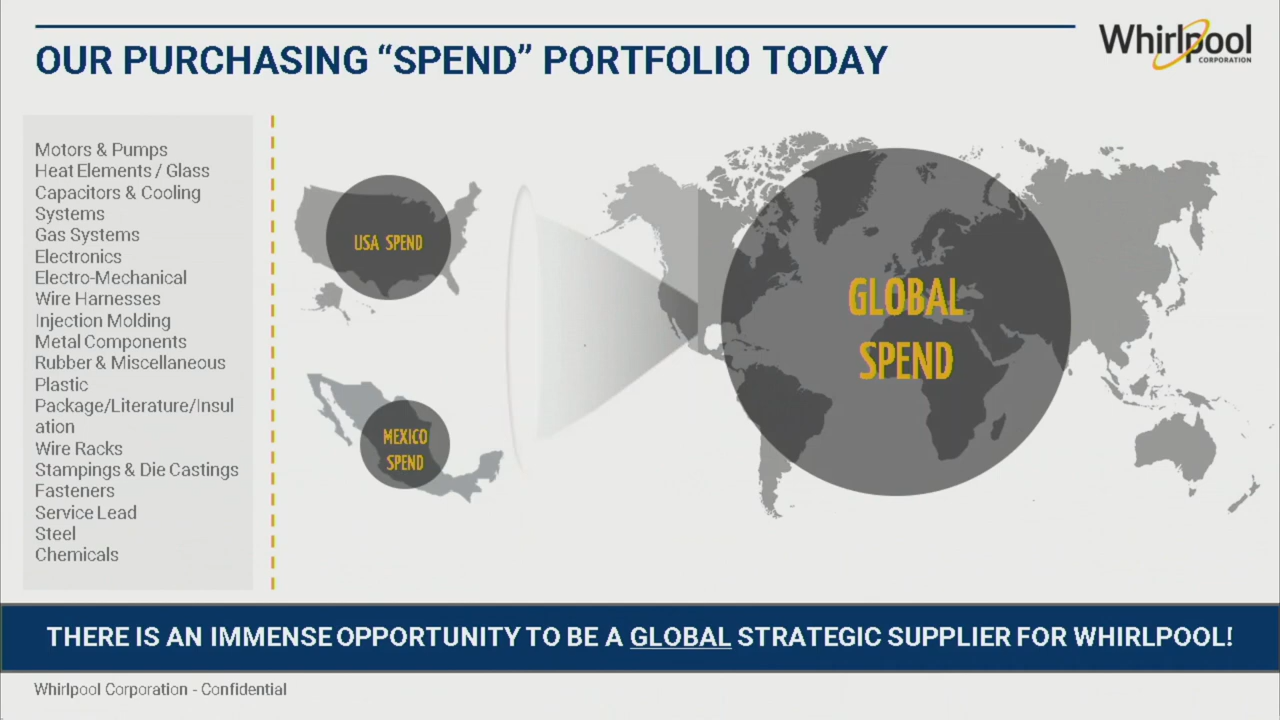 OUR PURCHASING “SPEND” PORTFOLIO TODAY
Whirlpool
CORPORATION
Motors & Pumps
Heat Elements / Glass
Capacitors & Cooling
Systems
Gas Systems
Electronics
Electro-Mechanical
Wire Harnesses
Injection Molding
Metal Components
Rubber & Miscellaneous
Plastic
Package/Literature/Insul
ation
Wire Racks
Stampings & Die Castings
Fasteners
Service Lead
Steel
Chemicals
USA SPEND
MEXICO
SPEND
GLOBAL
SPEND
THERE IS AN IMMENSE OPPORTUNITY TO BE A GLOBAL STRATEGIC SUPPLIER FOR WHIRLPOOL!
Whirlpool Corporation - Confidential